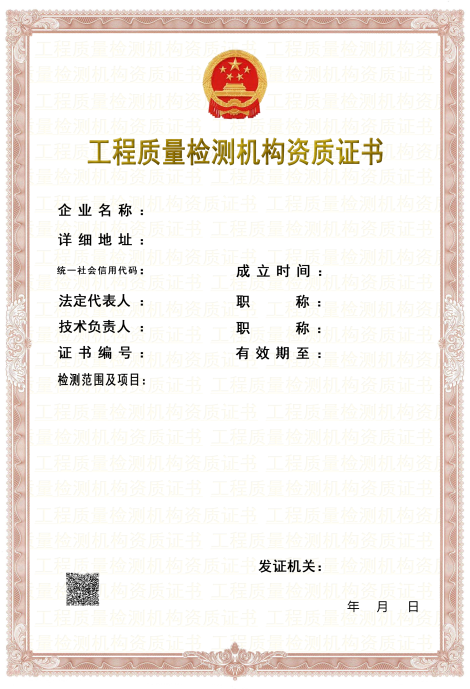 工程质量检测机构资质证书
企业名称：
详细地址：
统一社会信用代码： 成立时间：
法定代表人： 职称：
技术负责人： 职称：
证书编号： 有效期至：
检测范围及项目：
发证机关：
年 月 日